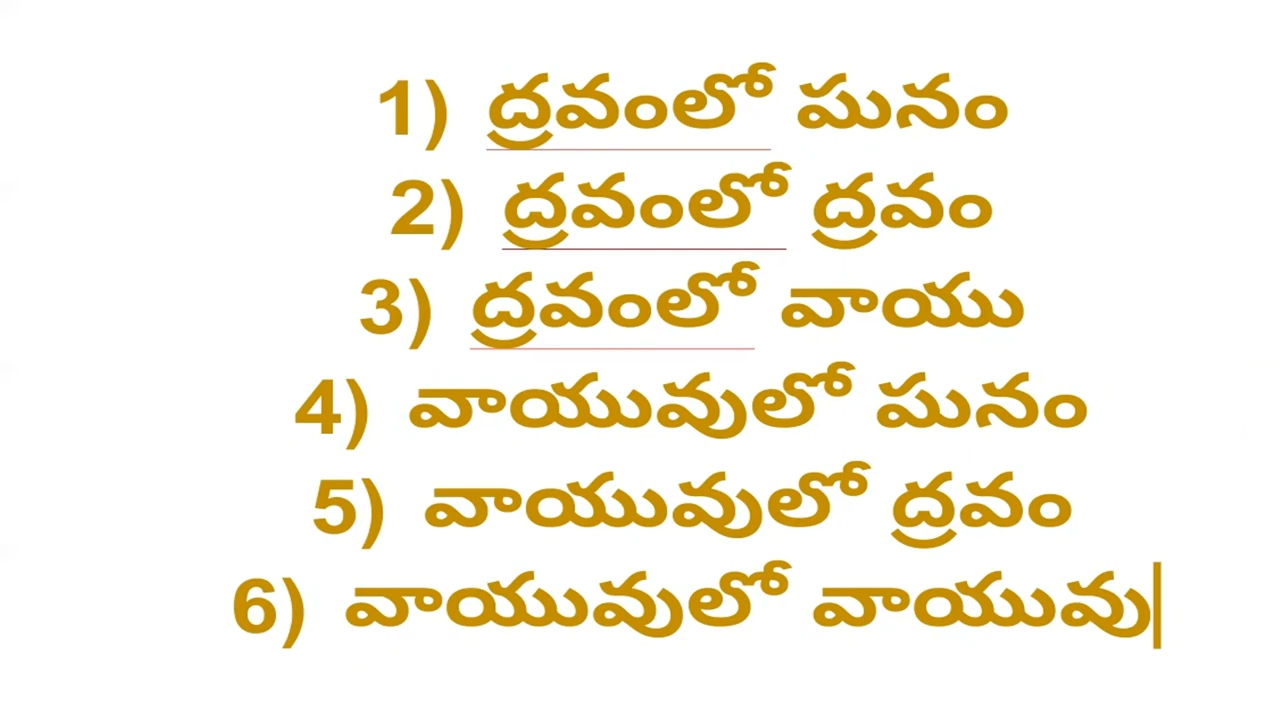 1) ద్రవంలో ఘనం
2) ద్రవంలో ద్రవం
3) ద్రవంలో వాయు
4) వాయువులో ఘనం
5) వాయువులో ద్రవం
6) వాయువులో వాయువు